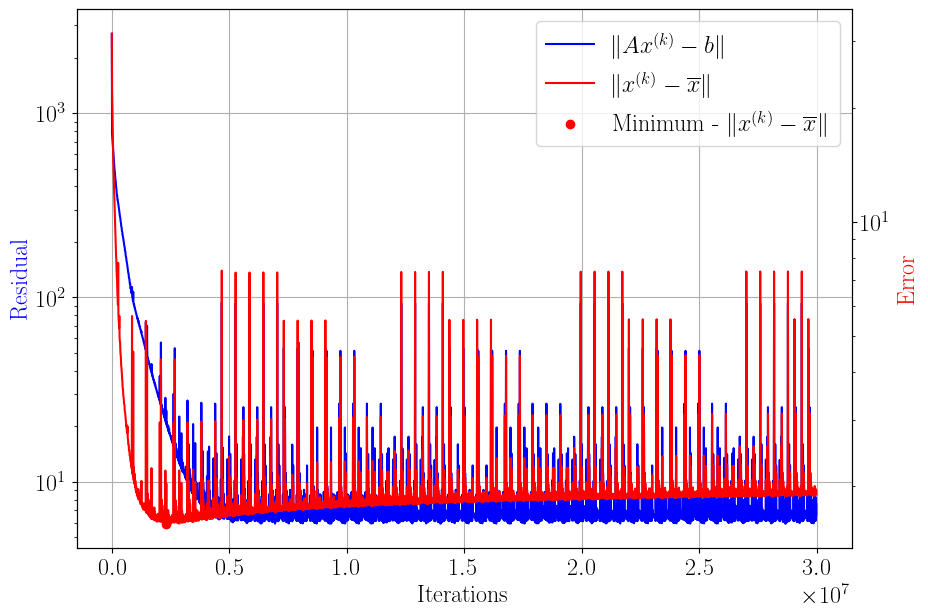 ‖Ax^{(k)} − b‖
‖x^{(k)} − x̅‖
Minimum - ‖x^{(k)} − x̅‖
10^3
10^2
10^1
Residual
10^1
Error
0.0 0.5 1.0 1.5 2.0 2.5 3.0
Iterations
×10^7